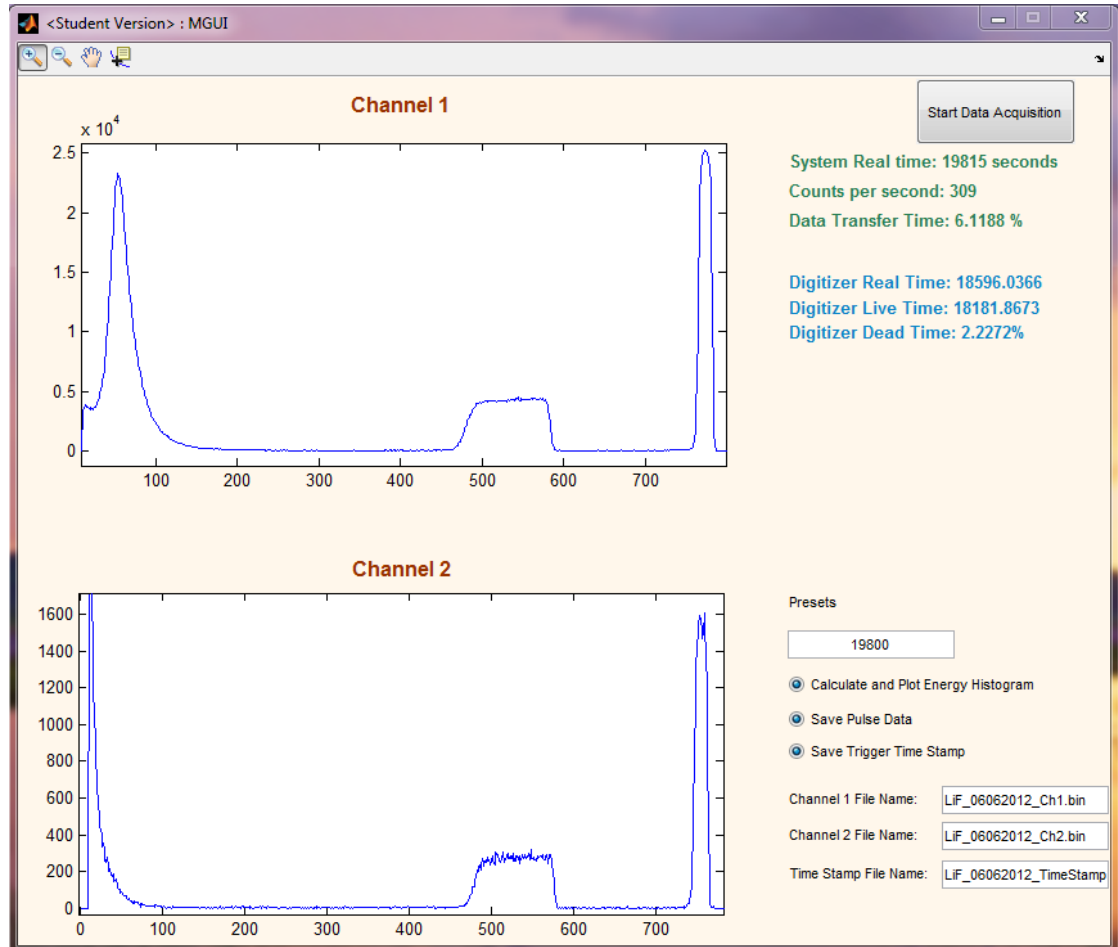 <Student Version> : MGUI
Channel 1
x 10^4
2.5
2
1.5
1
0.5
0
100 200 300 400 500 600 700
Start Data Acquisition
System Real time: 19815 seconds
Counts per second: 309
Data Transfer Time: 6.1188 %
Digitizer Real Time: 18596.0366
Digitizer Live Time: 18181.8673
Digitizer Dead Time: 2.2272%
Channel 2
1600
1400
1200
1000
800
600
400
200
0
0 100 200 300 400 500 600 700
Presets
19800
Calculate and Plot Energy Histogram
Save Pulse Data
Save Trigger Time Stamp
Channel 1 File Name: LiF_06062012_Ch1.bin
Channel 2 File Name: LiF_06062012_Ch2.bin
Time Stamp File Name: LiF_06062012_TimeStamp